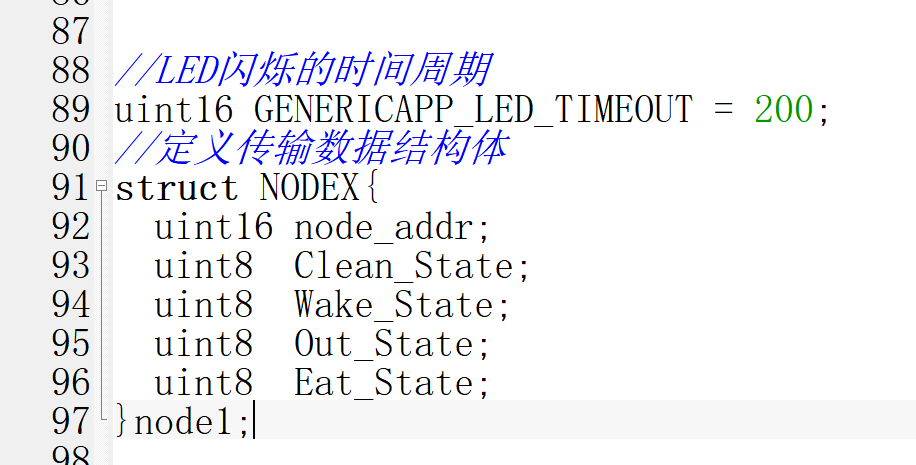 87
88 //LED闪烁的时间周期
89 uint16 GENERICAPP_LED_TIMEOUT = 200;
90 //定义传输数据结构体
91 struct NODEX{
92   uint16 node_addr;
93   uint8  Clean_State;
94   uint8  Wake_State;
95   uint8  Out_State;
96   uint8  Eat_State;
97 }node1;
98